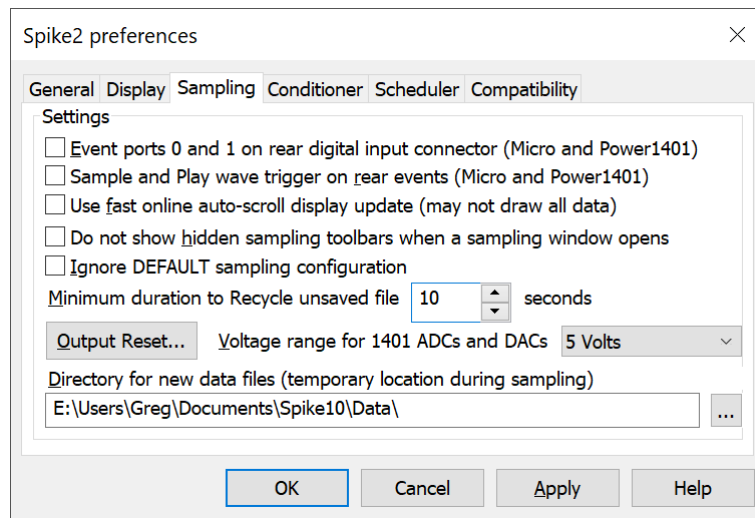 Spike2 preferences
General Display Sampling Conditioner Scheduler Compatibility
Settings
Event ports 0 and 1 on rear digital input connector (Micro and Power1401)
Sample and Play wave trigger on rear events (Micro and Power1401)
Use fast online auto-scroll display update (may not draw all data)
Do not show hidden sampling toolbars when a sampling window opens
Ignore DEFAULT sampling configuration
Minimum duration to Recycle unsaved file 10 seconds
Output Reset... Voltage range for 1401 ADCs and DACs 5 Volts
Directory for new data files (temporary location during sampling)
E:\Users\Greg\Documents\Spike10\Data\ ...
OK Cancel Apply Help